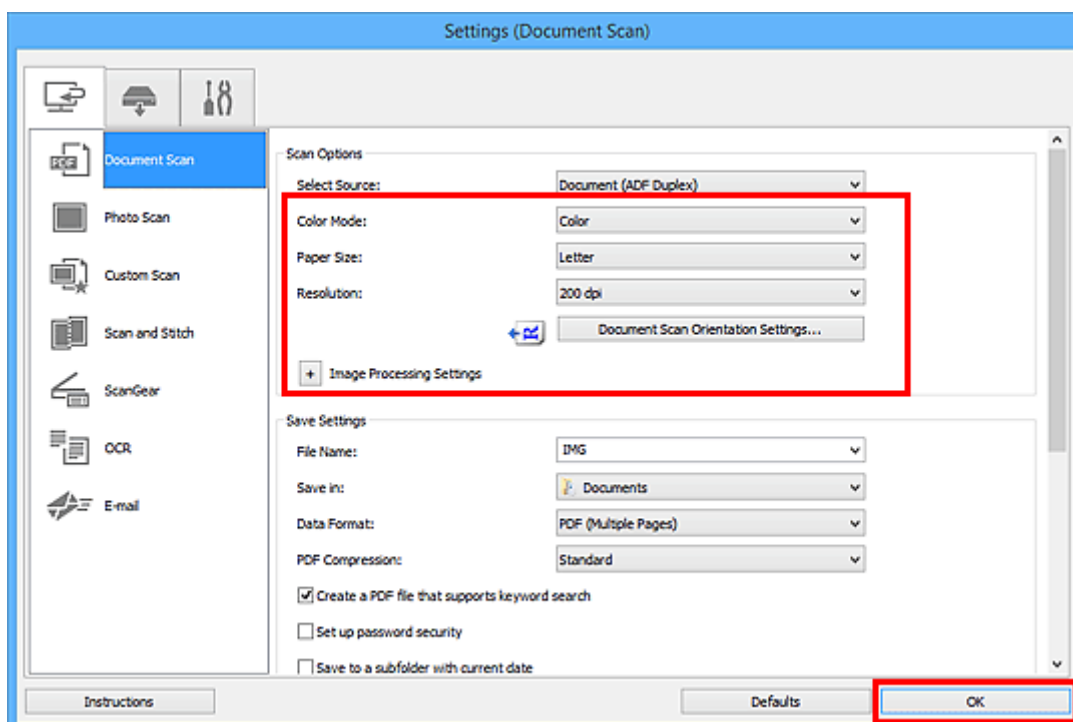 Settings (Document Scan)
PDF
Document Scan
Photo Scan
Custom Scan
Scan and Stitch
ScanGear
OCR
E-mail
Scan Options
Select Source: Document (ADF Duplex)
Color Mode: Color
Paper Size: Letter
Resolution: 200 dpi
R Document Scan Orientation Settings...
+ Image Processing Settings
Save Settings
File Name: IMG
Save in: Documents
Data Format: PDF (Multiple Pages)
PDF Compression: Standard
Create a PDF file that supports keyword search
Set up password security
Save to a subfolder with current date
Instructions Defaults OK